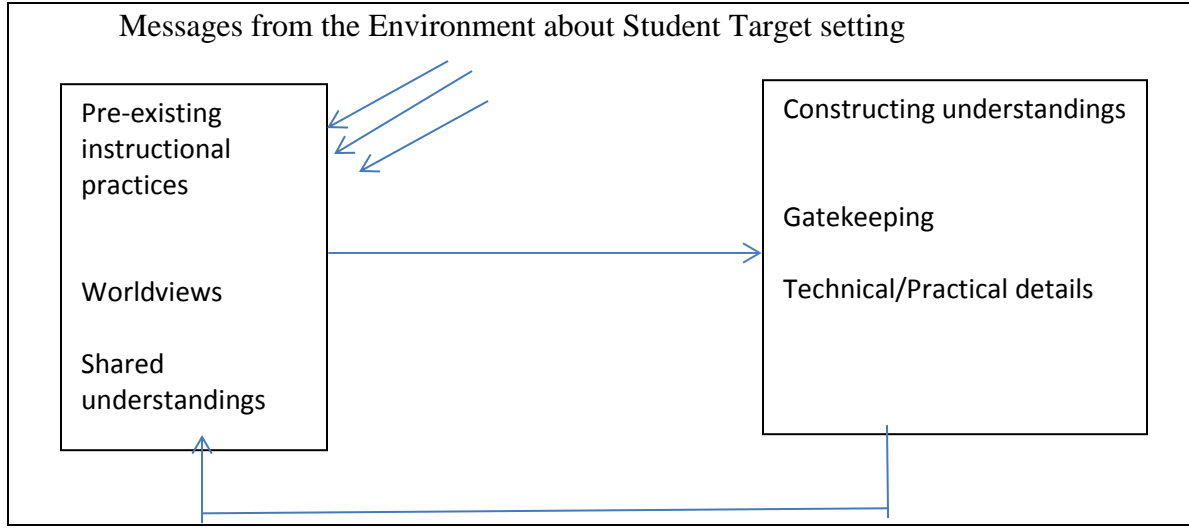 Messages from the Environment about Student Target setting
Pre-existing
instructional
practices
Worldviews
Shared
understandings
Constructing understandings
Gatekeeping
Technical/Practical details